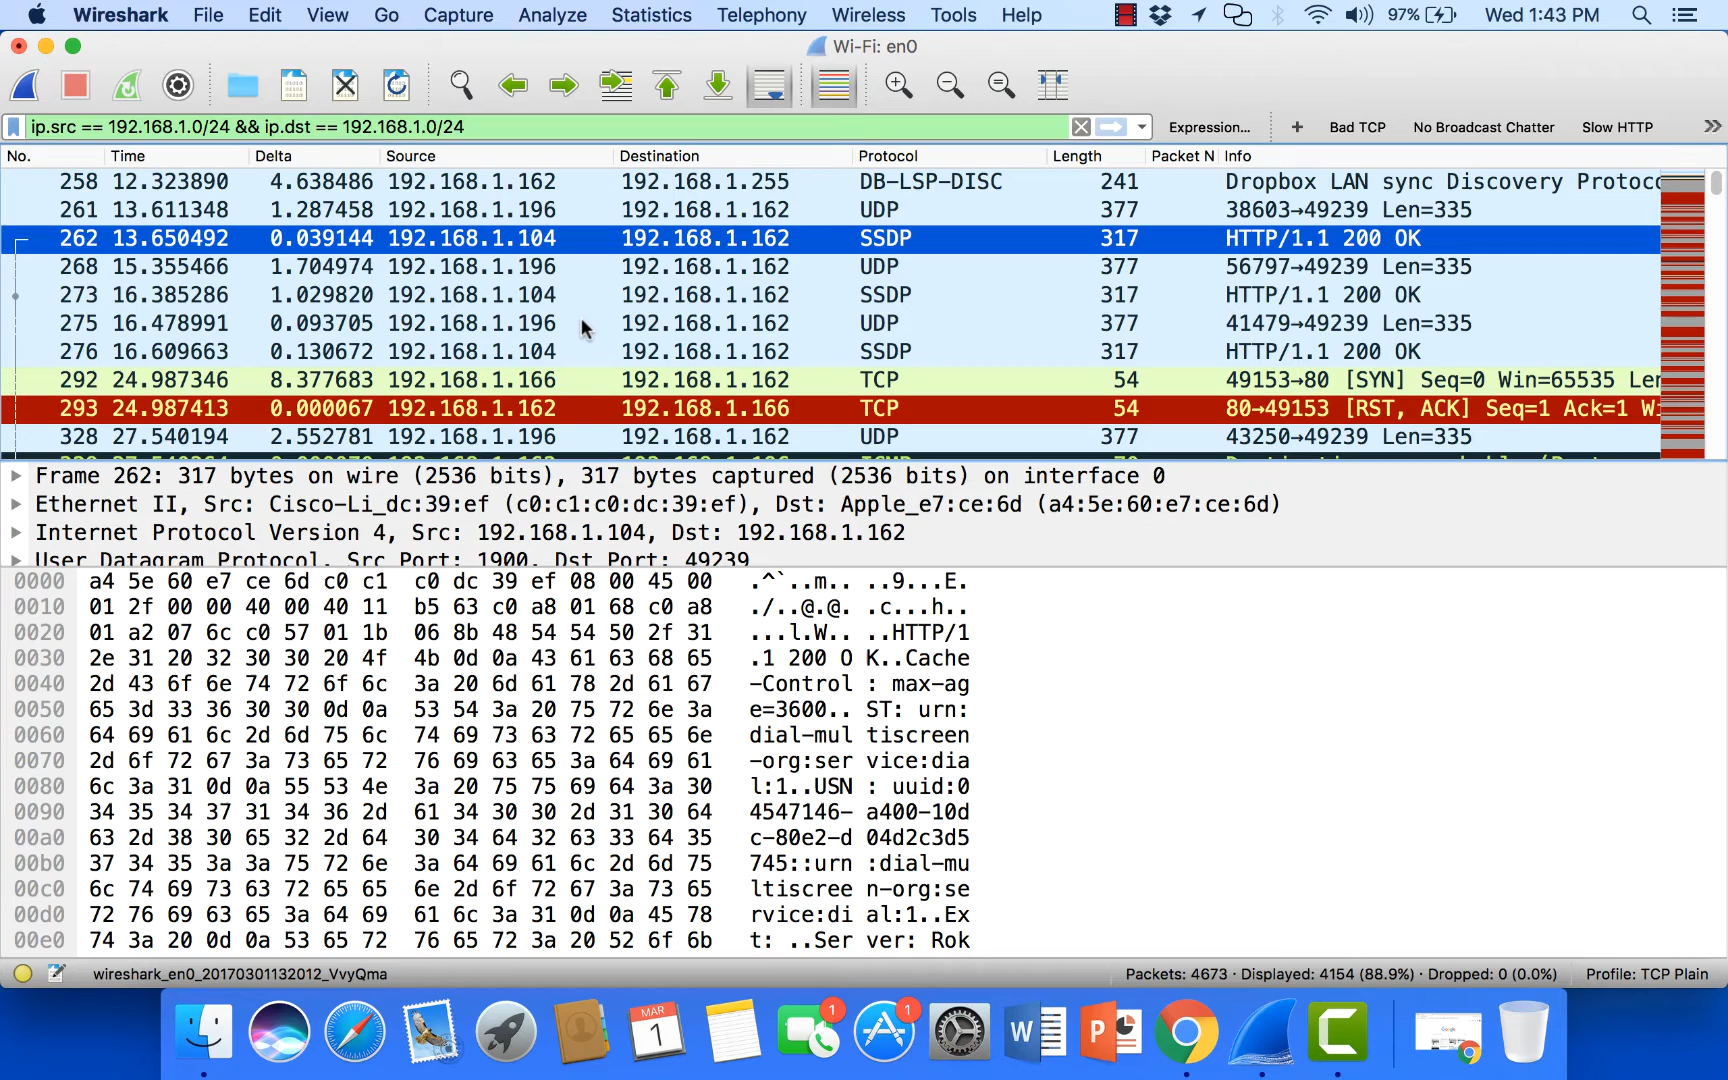 Wireshark File Edit View Go Capture Analyze Statistics Telephony Wireless Tools Help 97% Wed 1:43 PM
Wi-Fi: en0
ip.src == 192.168.1.0/24 && ip.dst == 192.168.1.0/24 Expression... + Bad TCP No Broadcast Chatter Slow HTTP
No. Time Delta Source Destination Protocol Length Packet N Info
258 12.323890 4.638486 192.168.1.162 192.168.1.255 DB-LSP-DISC 241 Dropbox LAN sync Discovery Protoco
261 13.611348 1.287458 192.168.1.196 192.168.1.162 UDP 377 38603→49239 Len=335
262 13.650492 0.039144 192.168.1.104 192.168.1.162 SSDP 317 HTTP/1.1 200 OK
268 15.355466 1.704974 192.168.1.196 192.168.1.162 UDP 377 56797→49239 Len=335
273 16.385286 1.029820 192.168.1.104 192.168.1.162 SSDP 317 HTTP/1.1 200 OK
275 16.478991 0.093705 192.168.1.196 192.168.1.162 UDP 377 41479→49239 Len=335
276 16.609663 0.130672 192.168.1.104 192.168.1.162 SSDP 317 HTTP/1.1 200 OK
292 24.987346 8.377683 192.168.1.166 192.168.1.162 TCP 54 49153→80 [SYN] Seq=0 Win=65535 Ler
293 24.987413 0.000067 192.168.1.162 192.168.1.166 TCP 54 80→49153 [RST, ACK] Seq=1 Ack=1 W
328 27.540194 2.552781 192.168.1.196 192.168.1.162 UDP 377 43250→49239 Len=335
Frame 262: 317 bytes on wire (2536 bits), 317 bytes captured (2536 bits) on interface 0
Ethernet II, Src: Cisco-Li_dc:39:ef (c0:c1:c0:dc:39:ef), Dst: Apple_e7:ce:6d (a4:5e:60:e7:ce:6d)
Internet Protocol Version 4, Src: 192.168.1.104, Dst: 192.168.1.162
User Datagram Protocol, Src Port: 1900, Dst Port: 49239
0000 a4 5e 60 e7 ce 6d c0 c1 c0 dc 39 ef 08 00 45 00 .^`..m.. ..9...E.
0010 01 2f 00 00 40 00 40 11 b5 63 c0 a8 01 68 c0 a8 ./..@.@. .c...h..
0020 01 a2 07 6c c0 57 01 1b 06 8b 48 54 54 50 2f 31 ...l.W.. ..HTTP/1
0030 2e 31 20 32 30 30 20 4f 4b 0d 0a 43 61 63 68 65 .1 200 O K..Cache
0040 2d 43 6f 6e 74 72 6f 6c 3a 20 6d 61 78 2d 61 67 -Control : max-ag
0050 65 3d 33 36 30 30 0d 0a 53 54 3a 20 75 72 6e 3a e=3600.. ST: urn:
0060 64 69 61 6c 2d 6d 75 6c 74 69 73 63 72 65 65 6e dial-mul tiscreen
0070 2d 6f 72 67 3a 73 65 72 76 69 63 65 3a 64 69 61 -org:ser vice:dia
0080 6c 3a 31 0d 0a 55 53 4e 3a 20 75 75 69 64 3a 30 l:1..USN : uuid:0
0090 34 35 34 37 31 34 36 2d 61 34 30 30 2d 31 30 64 4547146- a400-10d
00a0 63 2d 38 30 65 32 2d 64 30 34 64 32 63 33 64 35 c-80e2-d 04d2c3d5
00b0 37 34 35 3a 3a 75 72 6e 3a 64 69 61 6c 2d 6d 75 745::urn :dial-mu
00c0 6c 74 69 73 63 72 65 65 6e 2d 6f 72 67 3a 73 65 ltiscree n-org:se
00d0 72 76 69 63 65 3a 64 69 61 6c 3a 31 0d 0a 45 78 rvice:di al:1..Ex
00e0 74 3a 20 0d 0a 53 65 72 76 65 72 3a 20 52 6f 6b t: ..Ser ver: Rok
wireshark_en0_20170301132012_VvyQma Packets: 4673 · Displayed: 4154 (88.9%) · Dropped: 0 (0.0%) Profile: TCP Plain
MAR 1 1 1 W P C